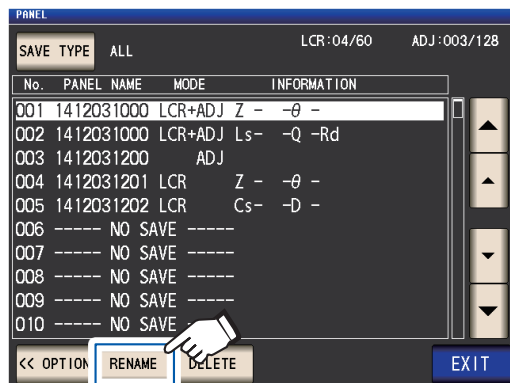 PANEL
SAVE TYPE ALL LCR:04/60 ADJ:003/128
No. PANEL NAME MODE INFORMATION
001 1412031000 LCR+ADJ Z - -θ -
002 1412031000 LCR+ADJ Ls- -Q -Rd
003 1412031200 ADJ
004 1412031201 LCR Z - -θ -
005 1412031202 LCR Cs- -D -
006 ----- NO SAVE -----
007 ----- NO SAVE -----
008 ----- NO SAVE -----
009 ----- NO SAVE -----
010 ----- NO SAVE -
<< OPTION RENAME DELETE EXIT